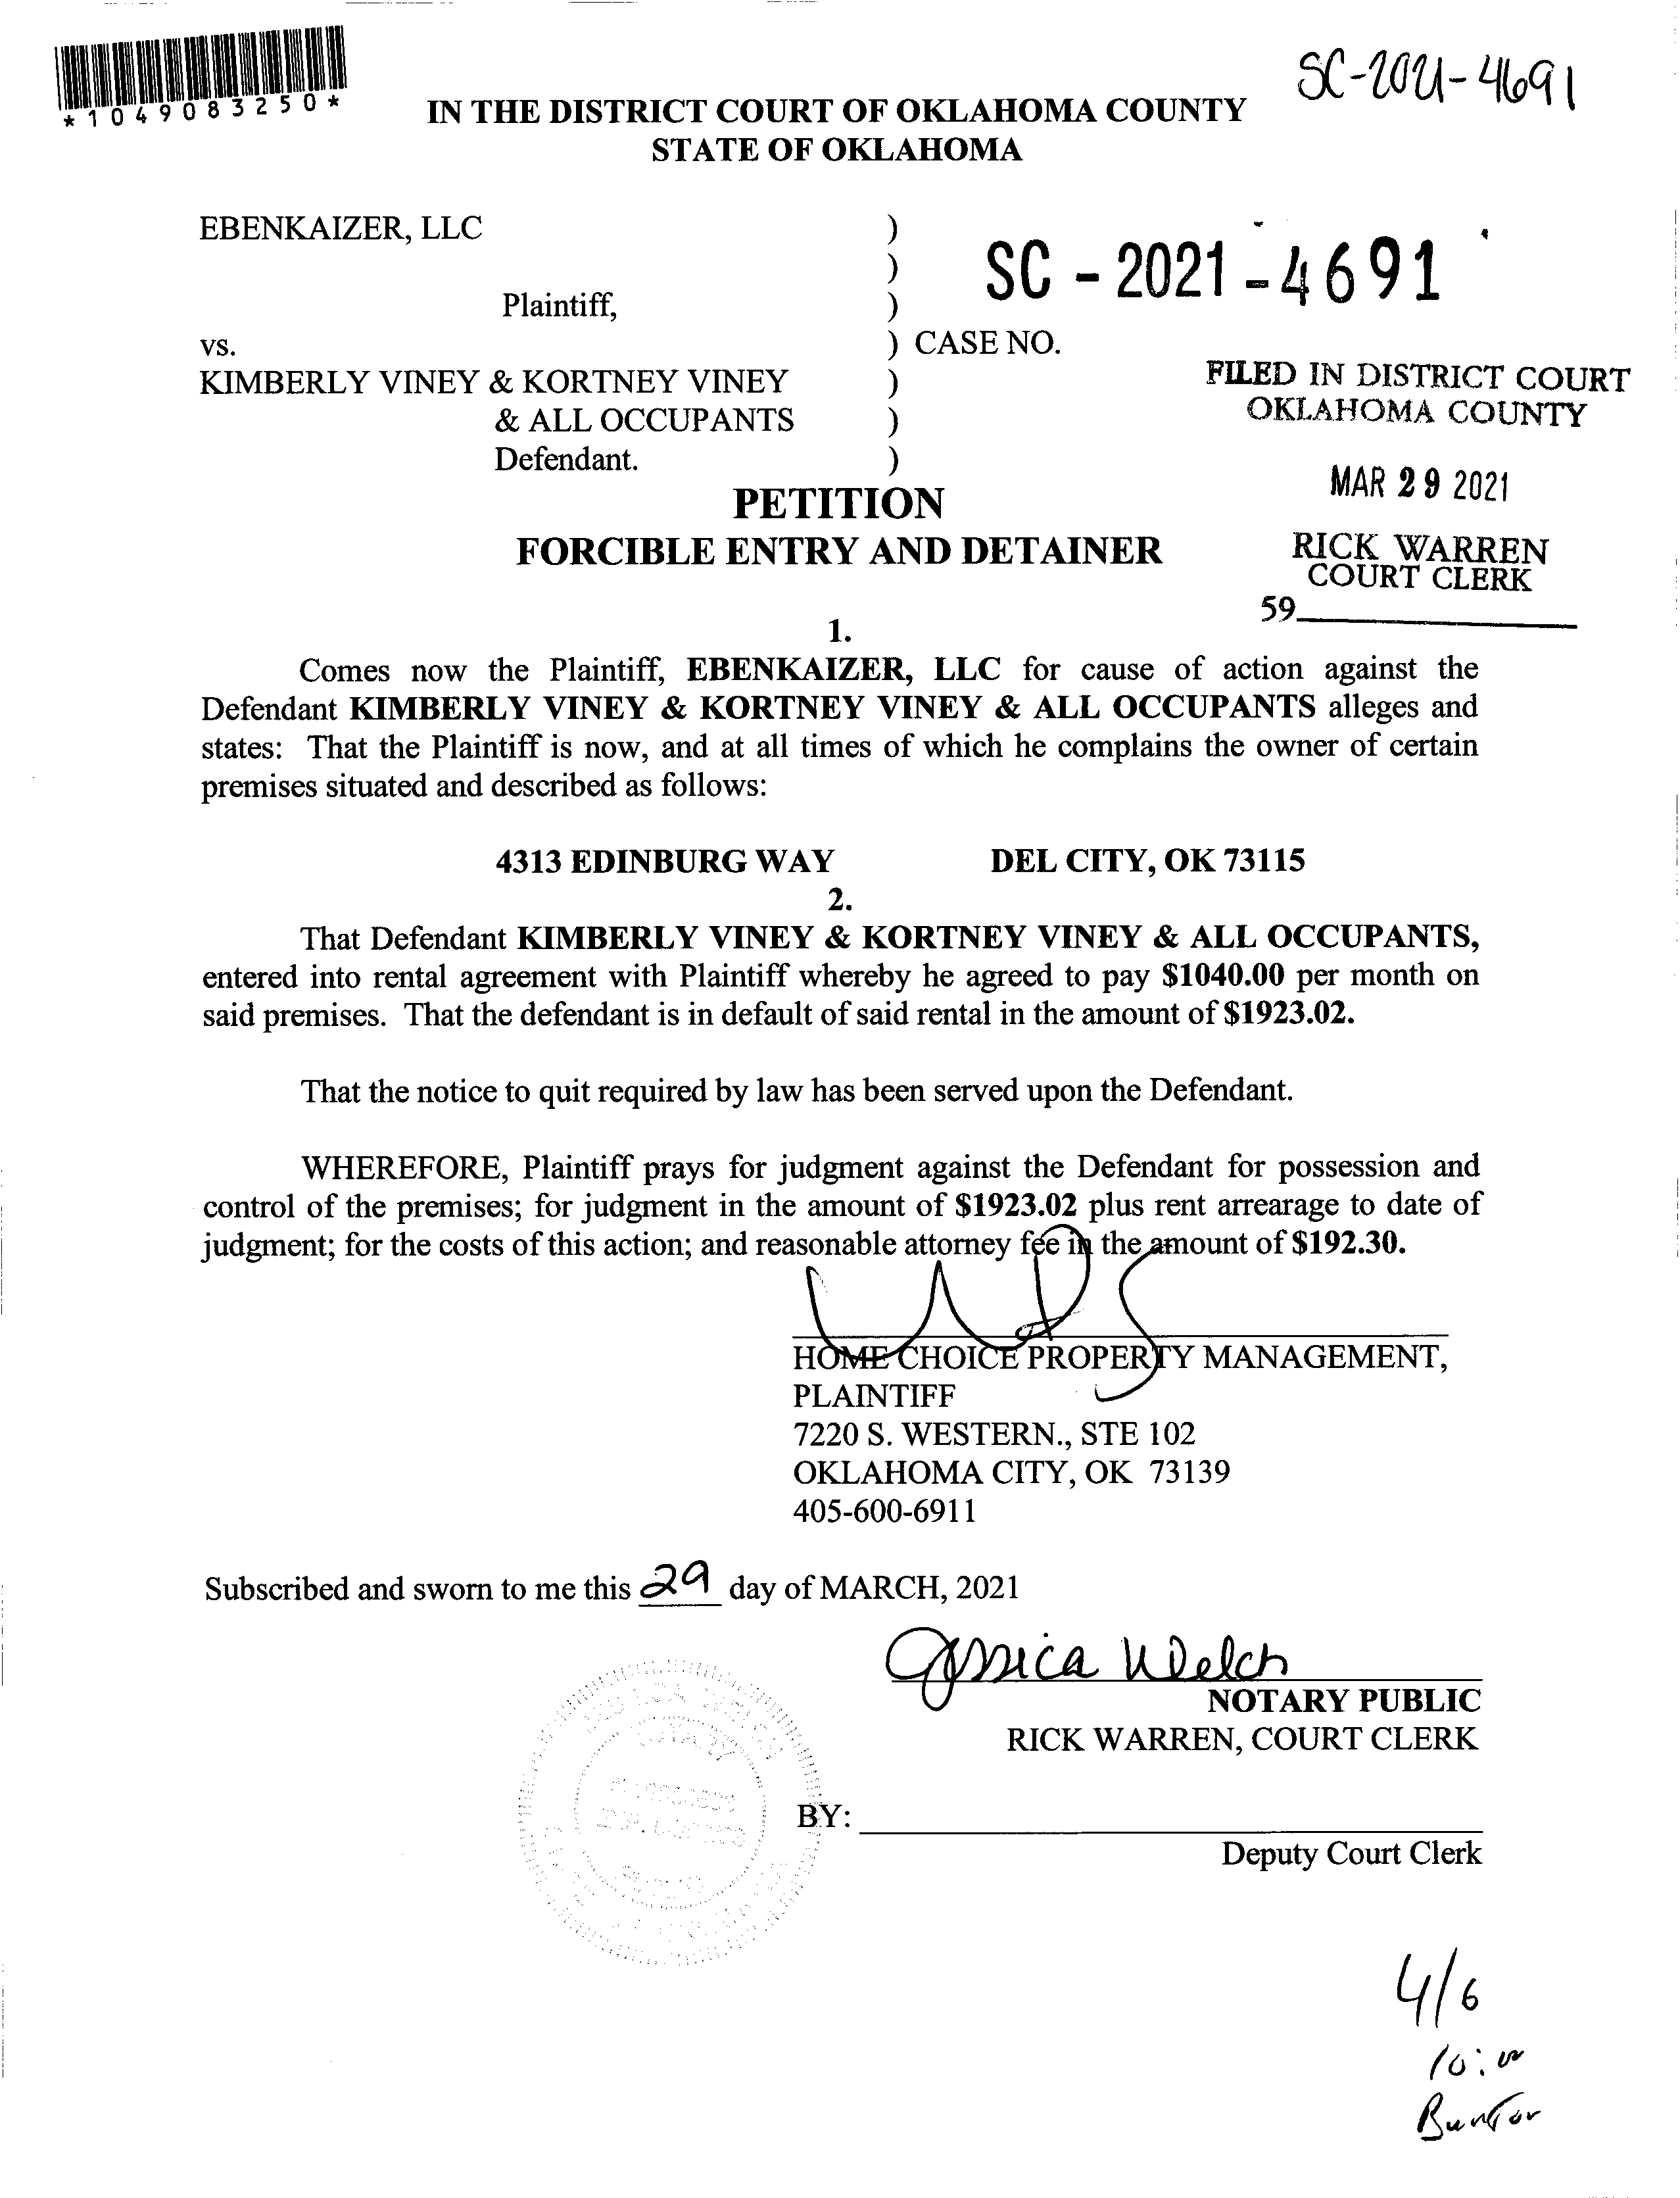 *1049083250*
SC-2021-4691
IN THE DISTRICT COURT OF OKLAHOMA COUNTY
STATE OF OKLAHOMA
EBENKAIZER, LLC )
)
Plaintiff, )
vs. ) CASE NO.
SC - 2021 - 4691
KIMBERLY VINEY & KORTNEY VINEY )
& ALL OCCUPANTS )
Defendant. )
FILED IN DISTRICT COURT
OKLAHOMA COUNTY
MAR 29 2021
RICK WARREN
COURT CLERK
59
PETITION
FORCIBLE ENTRY AND DETAINER
1.
Comes now the Plaintiff, EBENKAIZER, LLC for cause of action against the
Defendant KIMBERLY VINEY & KORTNEY VINEY & ALL OCCUPANTS alleges and
states: That the Plaintiff is now, and at all times of which he complains the owner of certain
premises situated and described as follows:
4313 EDINBURG WAY DEL CITY, OK 73115
2.
That Defendant KIMBERLY VINEY & KORTNEY VINEY & ALL OCCUPANTS,
entered into rental agreement with Plaintiff whereby he agreed to pay $1040.00 per month on
said premises. That the defendant is in default of said rental in the amount of $1923.02.
That the notice to quit required by law has been served upon the Defendant.
WHEREFORE, Plaintiff prays for judgment against the Defendant for possession and
control of the premises; for judgment in the amount of $1923.02 plus rent arrearage to date of
judgment; for the costs of this action; and reasonable attorney fee in the amount of $192.30.
HOME CHOICE PROPERTY MANAGEMENT,
PLAINTIFF
7220 S. WESTERN., STE 102
OKLAHOMA CITY, OK 73139
405-600-6911
Subscribed and sworn to me this 29 day of MARCH, 2021
Jessica Welch
NOTARY PUBLIC
RICK WARREN, COURT CLERK
NOTARY
BY:
Deputy Court Clerk
4/6
10:00